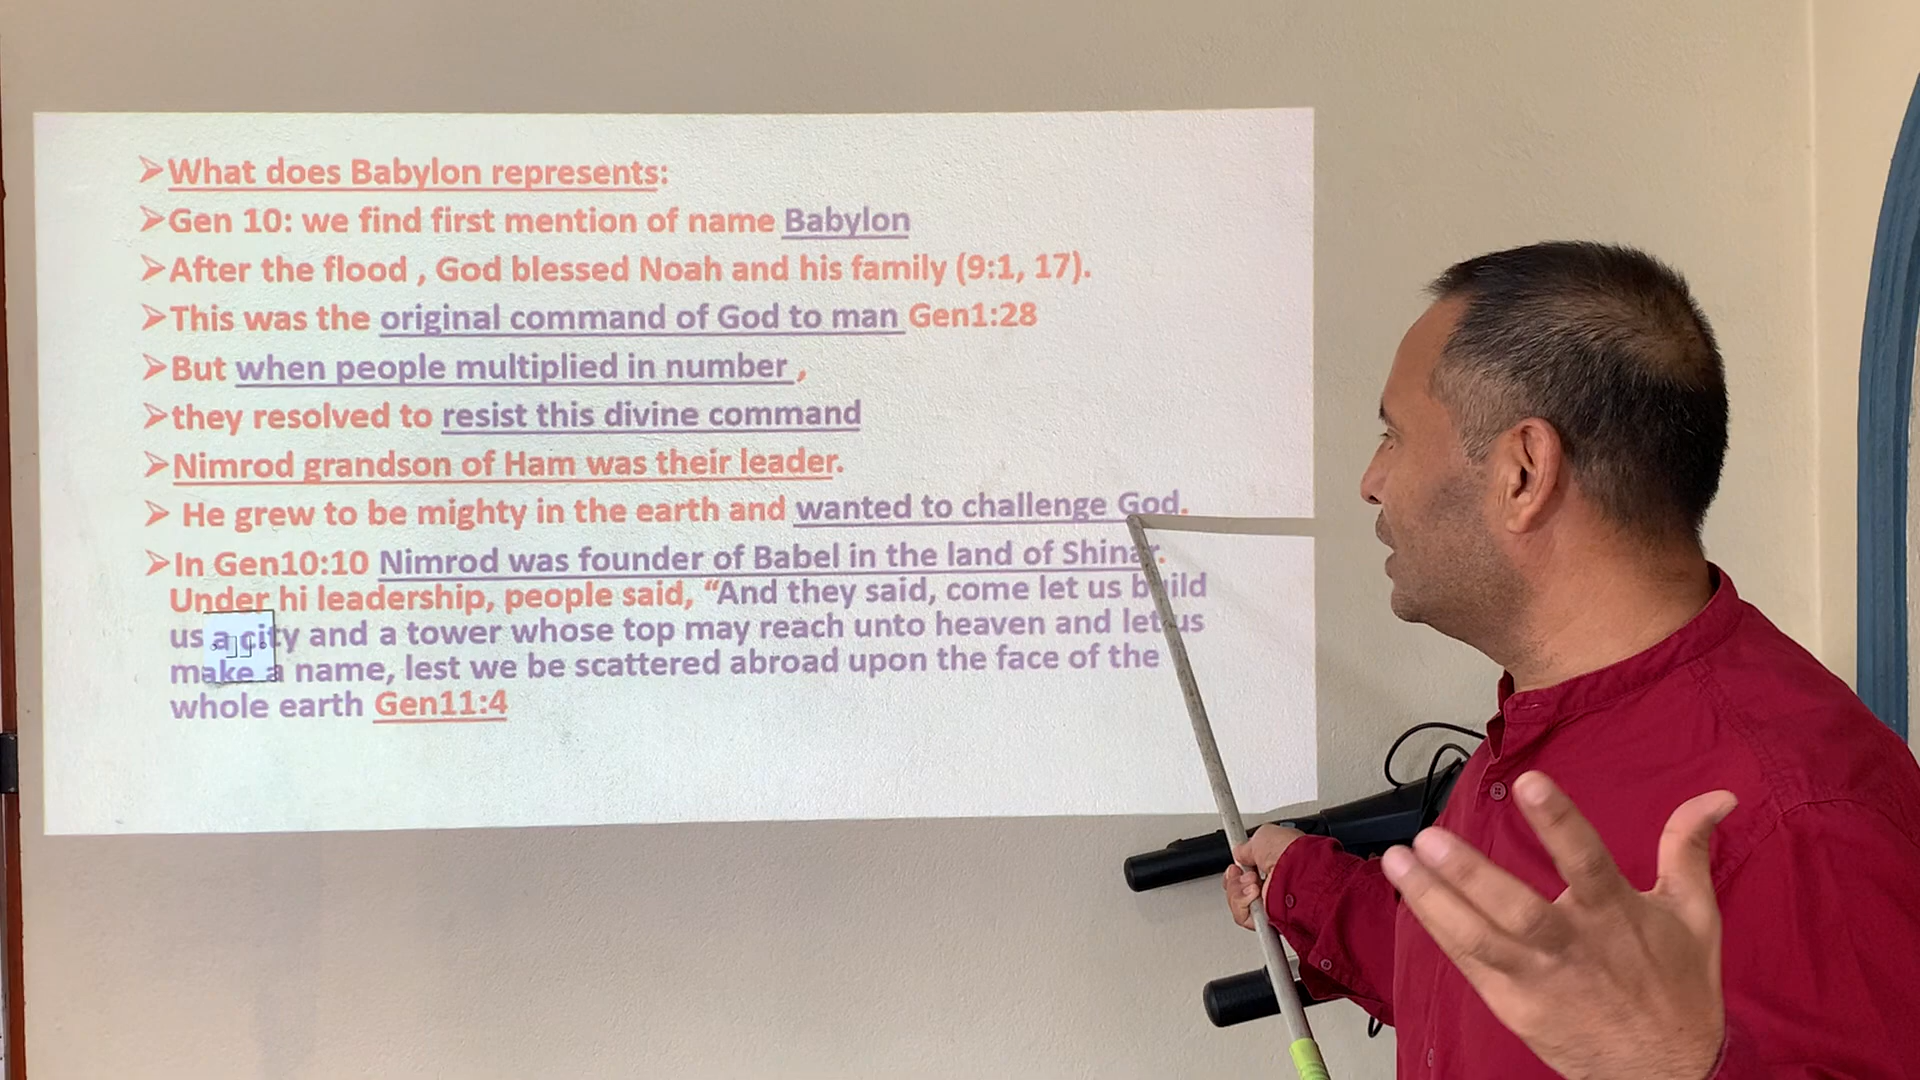 ➢What does Babylon represents:
➢Gen 10: we find first mention of name Babylon
➢After the flood , God blessed Noah and his family (9:1, 17).
➢This was the original command of God to man Gen1:28
➢But when people multiplied in number ,
➢they resolved to resist this divine command
➢Nimrod grandson of Ham was their leader.
➢ He grew to be mighty in the earth and wanted to challenge God.
➢In Gen10:10 Nimrod was founder of Babel in the land of Shinar.
Under hi leadership, people said, “And they said, come let us build
us a city and a tower whose top may reach unto heaven and let us
make a name, lest we be scattered abroad upon the face of the
whole earth Gen11:4